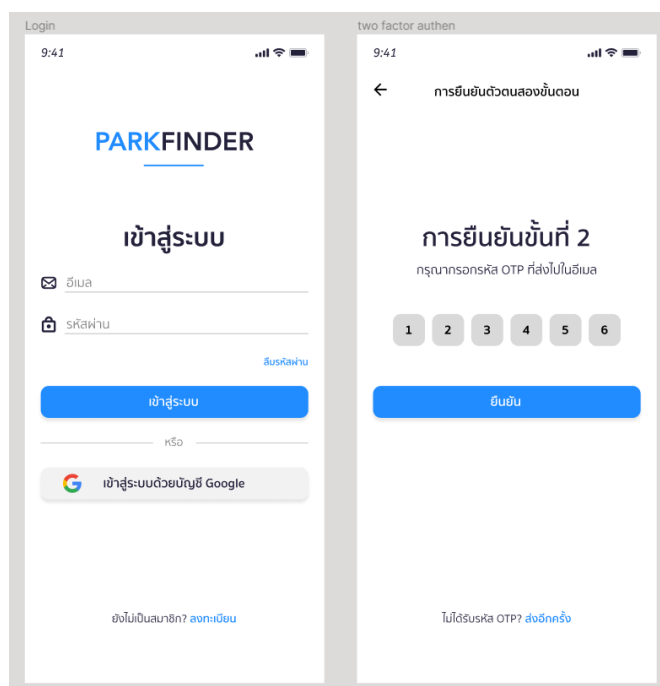 Login
9:41
PARKFINDER
เข้าสู่ระบบ
อีเมล
รหัสผ่าน
ลืมรหัสผ่าน
เข้าสู่ระบบ
หรือ
เข้าสู่ระบบด้วยบัญชี Google
ยังไม่เป็นสมาชิก? ลงทะเบียน
two factor authen
9:41
การยืนยันตัวตนสองขั้นตอน
การยืนยันขั้นที่ 2
กรุณากรอกรหัส OTP ที่ส่งไปในอีเมล
1 2 3 4 5 6
ยืนยัน
ไม่ได้รับรหัส OTP? ส่งอีกครั้ง